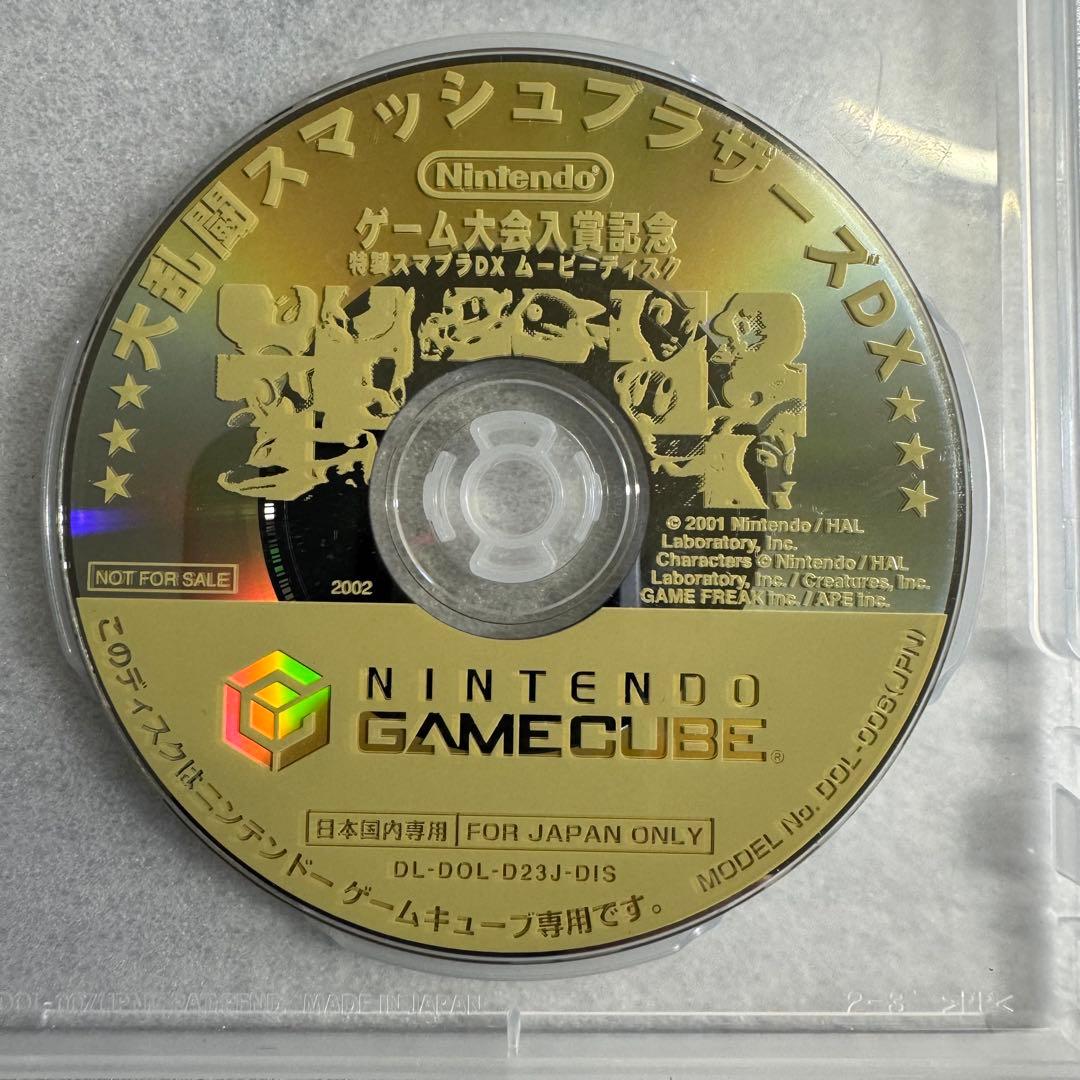 ★★★大乱闘スマッシュブラザーズDX★★★
Nintendo®
ゲーム大会入賞記念
特製スマブラDX ムービーディスク
© 2001 Nintendo / HAL
Laboratory, Inc.
Characters © Nintendo / HAL
Laboratory, Inc. / Creatures, Inc.
GAME FREAK inc. / APE inc.
NOT FOR SALE
2002
NINTENDO
GAMECUBE®
日本国内専用 FOR JAPAN ONLY
DL-DOL-D23J-DIS
このディスクはニンテンドーゲームキューブ専用です。
MODEL No. DOL-006(JPN)
MADE IN JAPAN
2-8 >PP<